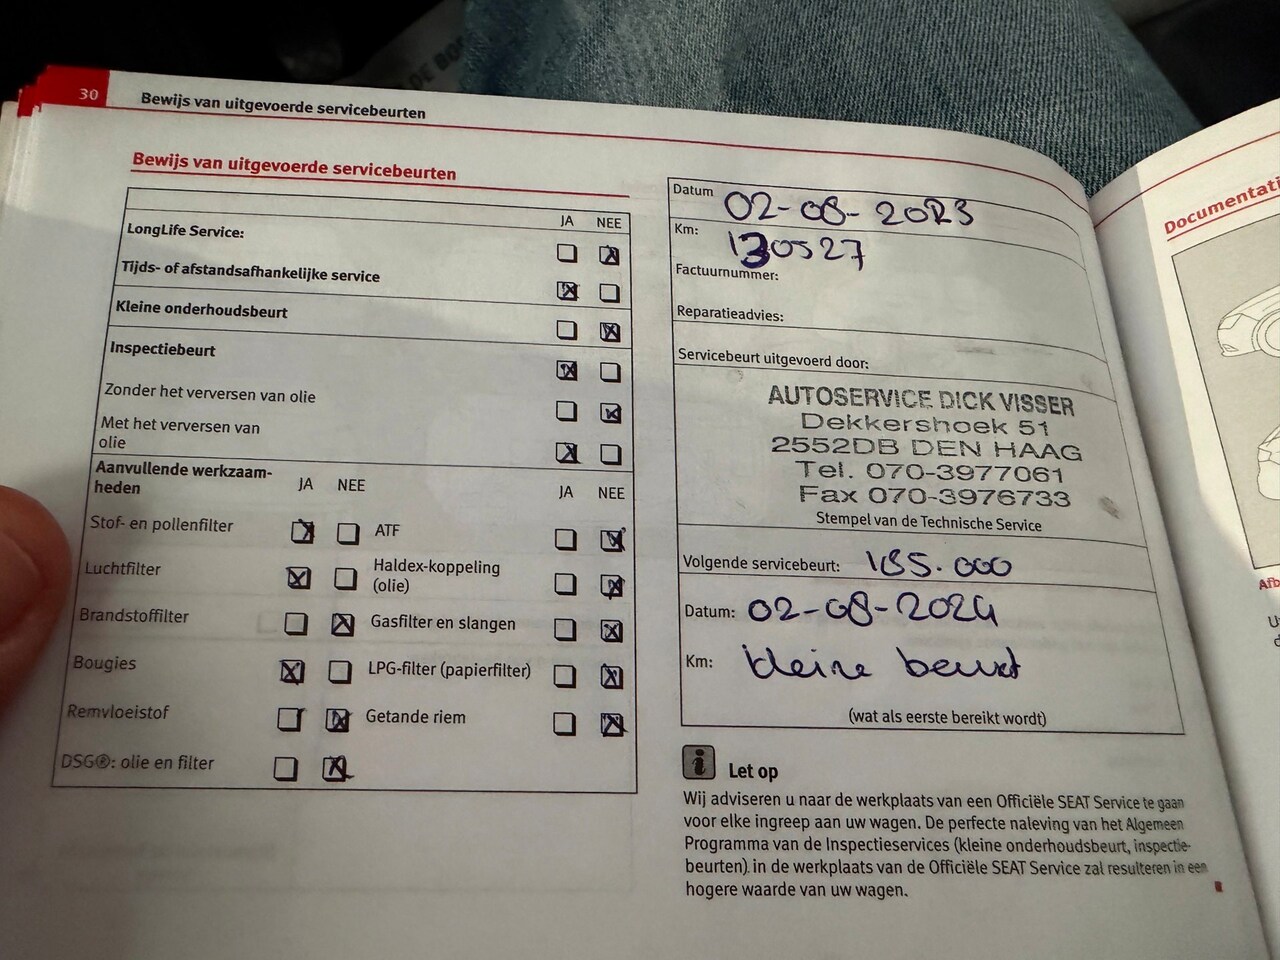 DE BO
30
Bewijs van uitgevoerde servicebeurten
Bewijs van uitgevoerde servicebeurten
JA NEE
LongLife Service:
Tijds- of afstandsafhankelijke service
Kleine onderhoudsbeurt
Inspectiebeurt
Zonder het verversen van olie
Met het verversen van
olie
Aanvullende werkzaam-
heden
JA NEE
JA NEE
Stof- en pollenfilter
ATF
Luchtfilter
Haldex-koppeling
(olie)
Brandstoffilter
Gasfilter en slangen
Bougies
LPG-filter (papierfilter)
Remvloeistof
Getande riem
DSG®: olie en filter
Datum 02-08-2023
Km: 130527
Factuurnummer:
Reparatieadvies:
Servicebeurt uitgevoerd door:
AUTOSERVICE DICK VISSER
Dekkershoek 51
2552DB DEN HAAG
Tel. 070-3977061
Fax 070-3976733
Stempel van de Technische Service
Volgende servicebeurt:
Datum: 02-08-2024
Km: kleine beurt
(wat als eerste bereikt wordt)
i Let op
Wij adviseren u naar de werkplaats van een Officiële SEAT Service te gaan
voor elke ingreep aan uw wagen. De perfecte naleving van het Algemeen
Programma van de Inspectieservices (kleine onderhoudsbeurt, inspectie-
beurten) in de werkplaats van de Officiële SEAT Service zal resulteren in een
hogere waarde van uw wagen.
Documentati
Afb